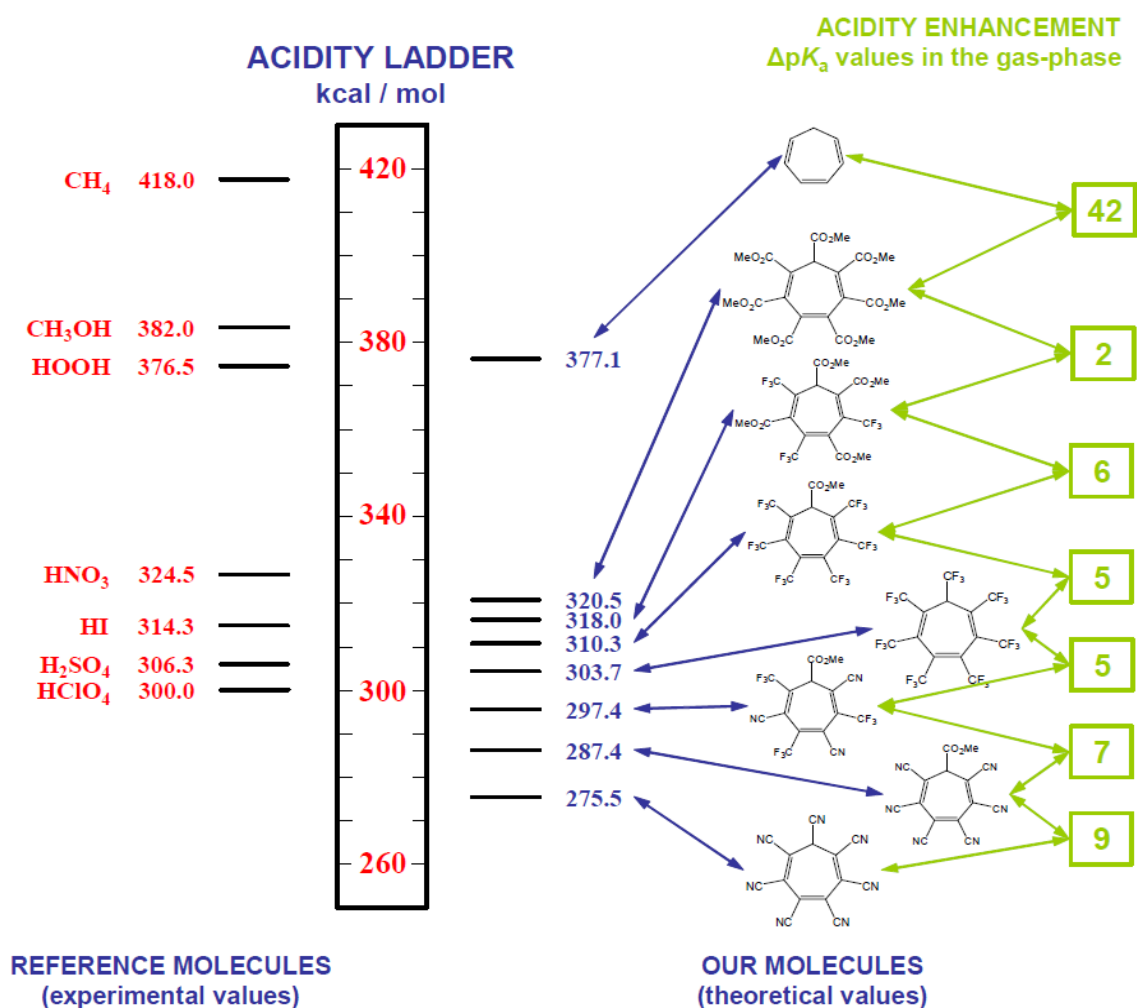 ACIDITY ENHANCEMENT
ΔpKa values in the gas-phase
ACIDITY LADDER
kcal / mol
CH4 418.0
CH3OH 382.0
HOOH 376.5
HNO3 324.5
HI 314.3
H2SO4 306.3
HClO4 300.0
420
380
340
300
260
377.1
320.5
318.0
310.3
303.7
297.4
287.4
275.5
CO2Me
MeO2C CO2Me
MeO2C CO2Me
MeO2C CO2Me
CO2Me
F3C CO2Me
MeO2C CF3
F3C CO2Me
CO2Me
F3C CF3
F3C CF3
F3C CF3
CF3
F3C CF3
F3C CF3
F3C CF3
CO2Me
F3C CN
NC CF3
F3C CN
CO2Me
NC CN
NC CN
NC CN
CN
NC CN
NC CN
NC CN
42
2
6
5
5
7
9
REFERENCE MOLECULES
(experimental values)
OUR MOLECULES
(theoretical values)